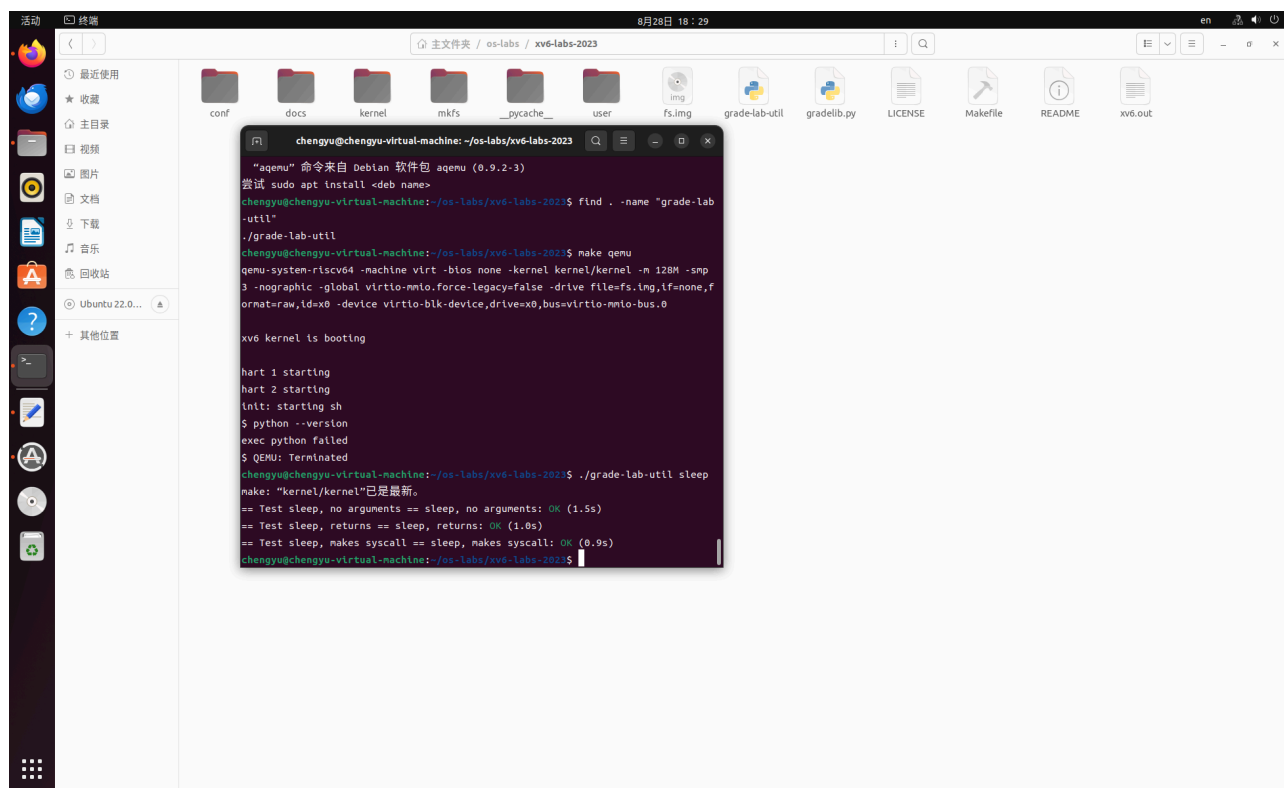 活动 终端 8月28日 18：29 en
主文件夹 / os-labs / xv6-labs-2023
最近使用
收藏
主目录
视频
图片
文档
下载
音乐
回收站
Ubuntu 22.0...
其他位置
conf docs kernel mkfs __pycache__ user fs.img grade-lab-util gradelib.py LICENSE Makefile README xv6.out
img
chengyu@chengyu-virtual-machine: ~/os-labs/xv6-labs-2023
“aqemu” 命令来自 Debian 软件包 aqemu (0.9.2-3)
尝试 sudo apt install <deb name>
chengyu@chengyu-virtual-machine:~/os-labs/xv6-labs-2023$ find . -name "grade-lab
-util"
./grade-lab-util
chengyu@chengyu-virtual-machine:~/os-labs/xv6-labs-2023$ make qemu
qemu-system-riscv64 -machine virt -bios none -kernel kernel/kernel -m 128M -smp
3 -nographic -global virtio-mmio.force-legacy=false -drive file=fs.img,if=none,f
ormat=raw,id=x0 -device virtio-blk-device,drive=x0,bus=virtio-mmio-bus.0
xv6 kernel is booting
hart 1 starting
hart 2 starting
init: starting sh
$ python --version
exec python failed
$ QEMU: Terminated
chengyu@chengyu-virtual-machine:~/os-labs/xv6-labs-2023$ ./grade-lab-util sleep
make: “kernel/kernel”已是最新。
== Test sleep, no arguments == sleep, no arguments: OK (1.5s)
== Test sleep, returns == sleep, returns: OK (1.0s)
== Test sleep, makes syscall == sleep, makes syscall: OK (0.9s)
chengyu@chengyu-virtual-machine:~/os-labs/xv6-labs-2023$